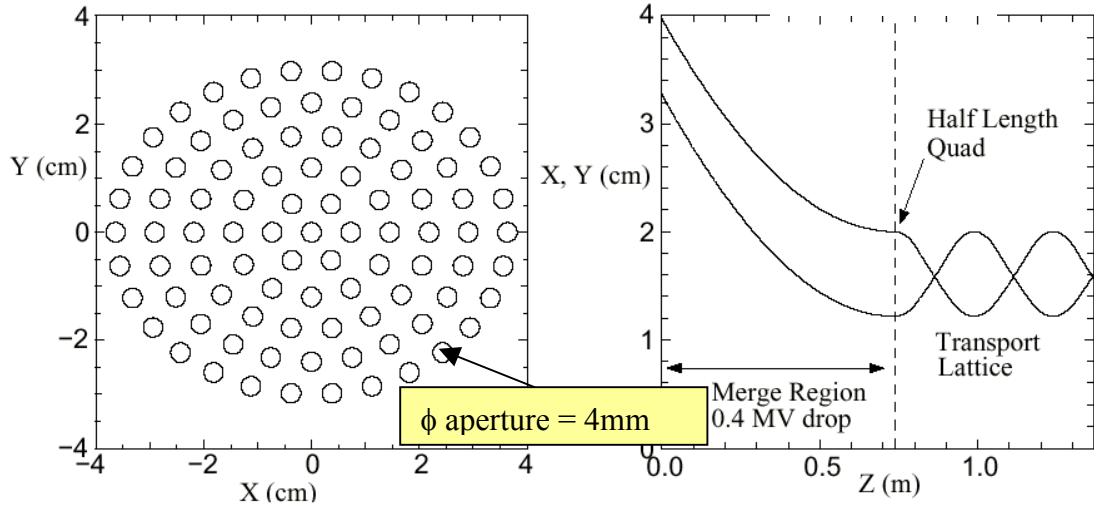 4
2
Y (cm)
0
−2
−4
−4
−2
0
2
4
X (cm)
ϕ aperture = 4mm
4
3
X, Y (cm)
2
1
0
0.0
0.5
1.0
Z (m)
Half Length
Quad
Transport
Lattice
Merge Region
0.4 MV drop